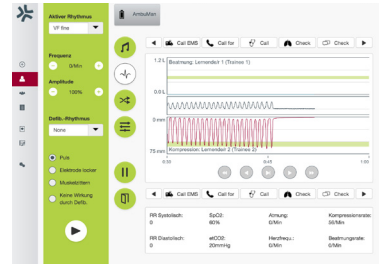 Aktiver Rhythmus
VF fine
Frequenz
0/Min
Amplitude
100%
Defib.-Rhythmus
None
Puls
Elektrode locker
Muskelzittern
Keine Wirkung
durch Defib.
AmbuMan
Call EMS
Call for
Call
Check
Check
1.2 L
Beatmung: Lernende/r 1 (Trainee 1)
0.0 L
0 mm
75 mm
Kompression: Lernende/r 2 (Trainee 2)
0:30
0:45
1:00
Call EMS
Call for
Call
Check
Check
RR Systolisch:
0
SpO2:
60%
Atmung:
0/Min
Kompressionsrate:
RR Diastolisch:
0
etCO2:
20mmHg
Herzfrequ.:
0/Min
Beatmungsrate:
0/Min